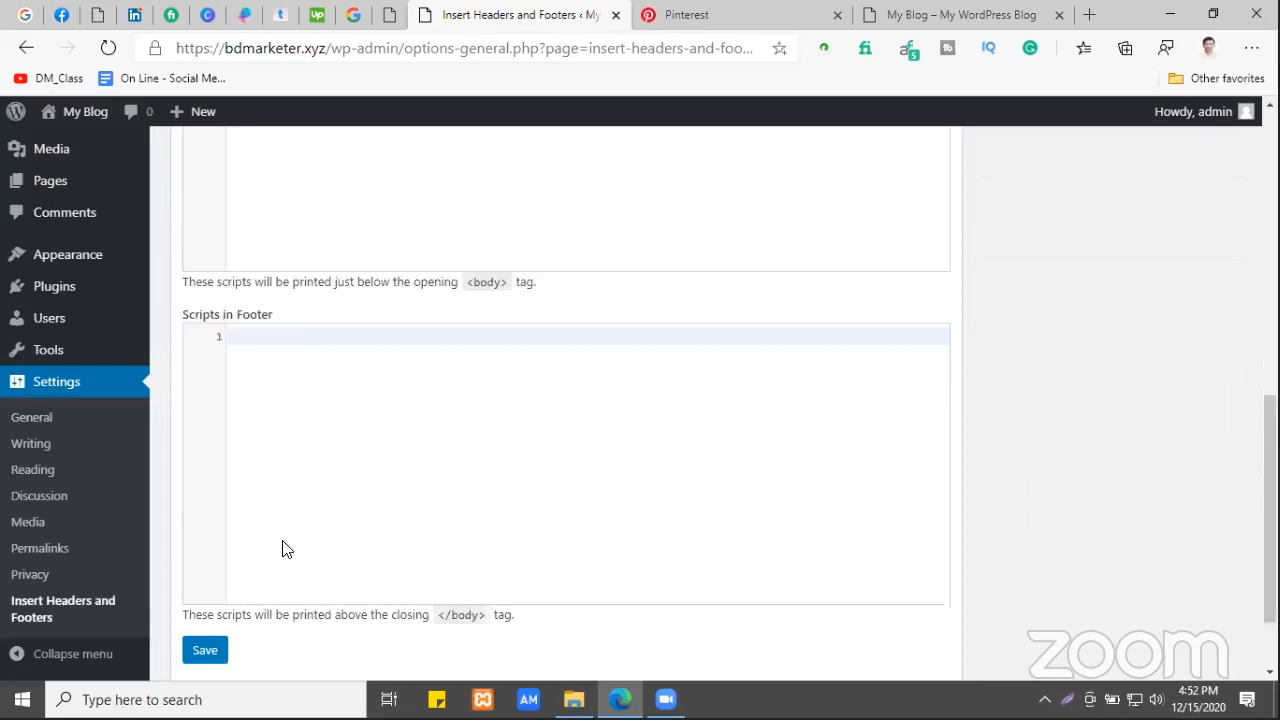 Insert Headers and Footers ‹ My
Pinterest
My Blog – My WordPress Blog
https://bdmarketer.xyz/wp-admin/options-general.php?page=insert-headers-and-foo...
5
DM_Class
On Line - Social Me...
Other favorites
My Blog
0
New
Howdy, admin
Media
Pages
Comments
Appearance
Plugins
Users
Tools
Settings
General
Writing
Reading
Discussion
Media
Permalinks
Privacy
Insert Headers and
Footers
Collapse menu
These scripts will be printed just below the opening <body> tag.
Scripts in Footer
1
These scripts will be printed above the closing </body> tag.
Save
zoom
Type here to search
AM
4:52 PM
12/15/2020